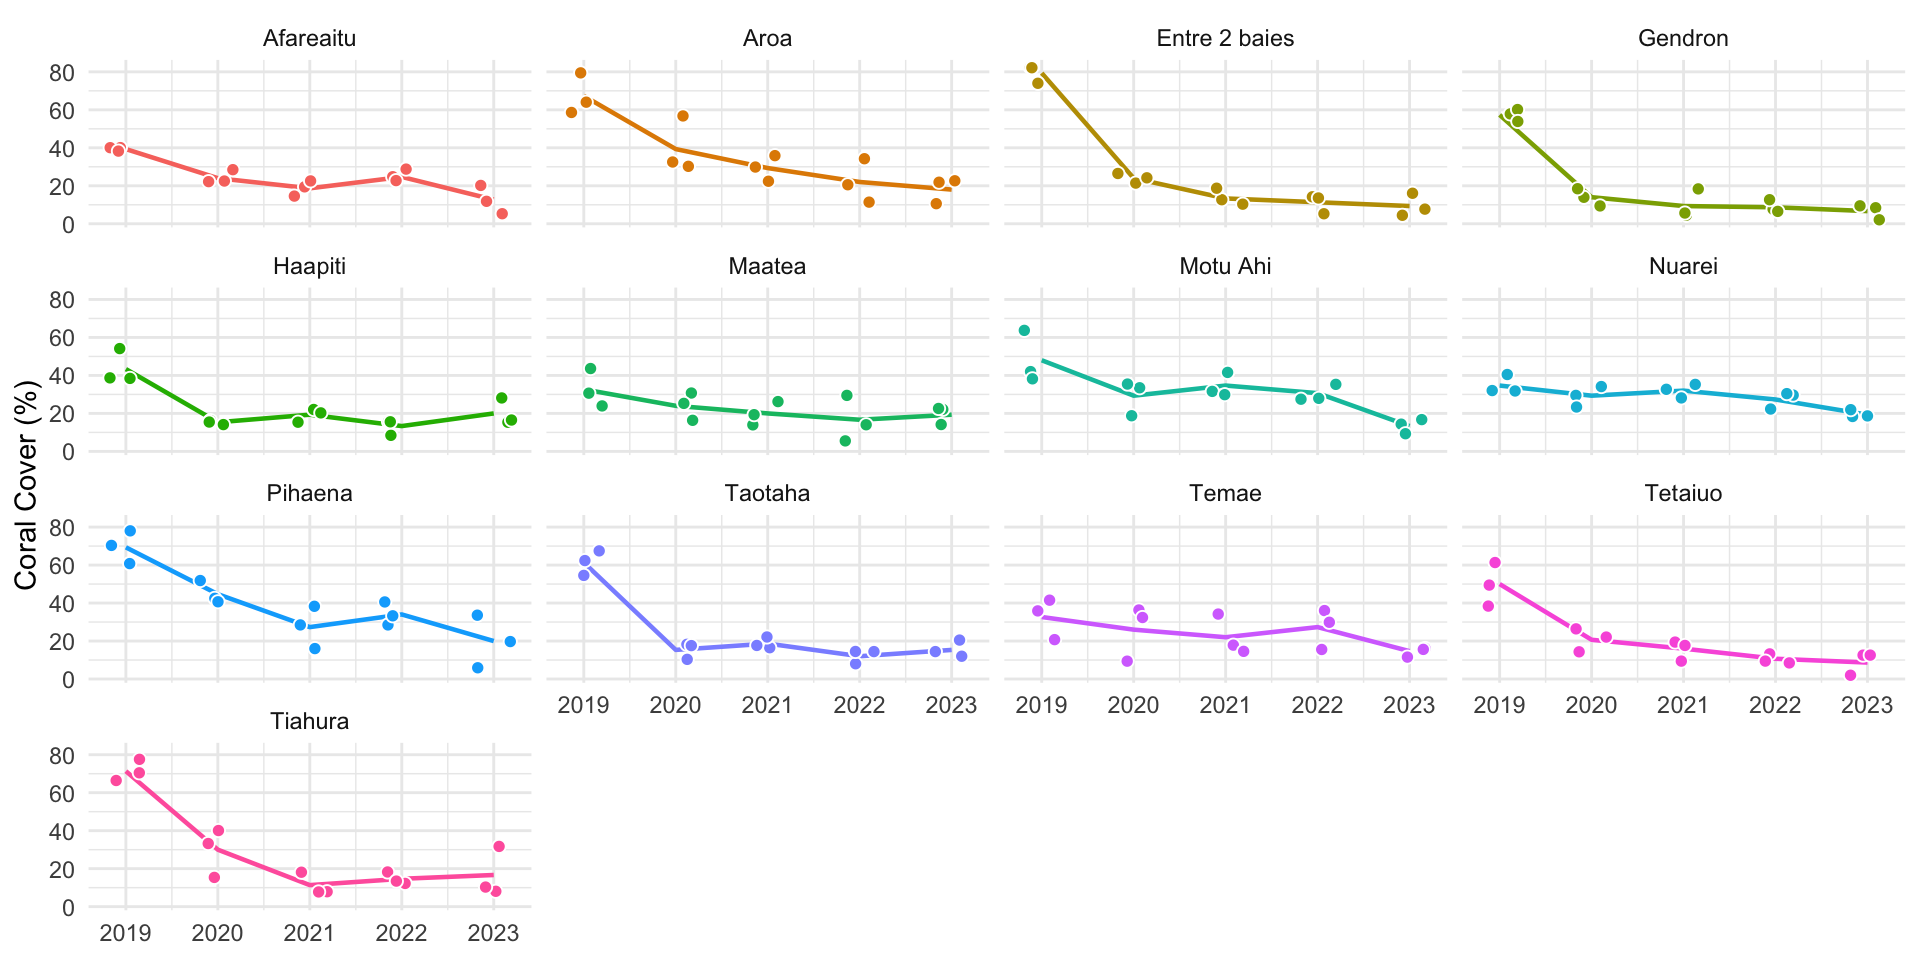 Afareaitu Aroa Entre 2 baies Gendron
80
60
40
20
0
Haapiti Maatea Motu Ahi Nuarei
80
60
40
20
0
Coral Cover (%)
Pihaena Taotaha Temae Tetaiuo
80
60
40
20
0
2019 2020 2021 2022 2023 2019 2020 2021 2022 2023 2019 2020 2021 2022 2023
Tiahura
80
60
40
20
0
2019 2020 2021 2022 2023